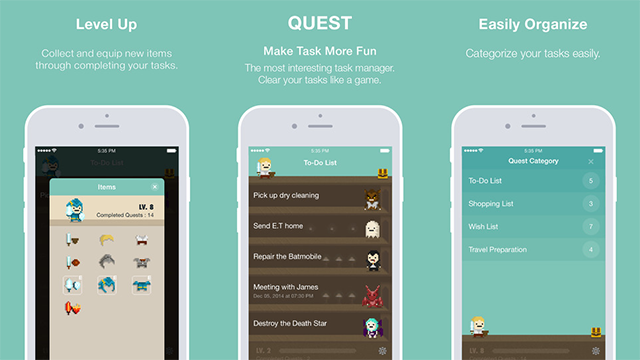 Level Up
Collect and equip new items
through completing your tasks.
5:35 PM
To-Do List
Items
LV. 8
Completed Quests : 14
QUEST
Make Task More Fun
The most interesting task manager.
Clear your tasks like a game.
5:35 PM
To-Do List
Pick up dry cleaning
Send E.T home
Repair the Batmobile
Meeting with James
Dec 05, 2014 at 07:30 PM
Destroy the Death Star
LV. 3
Easily Organize
Categorize your tasks easily.
5:35 PM
Quest Category
To-Do List 5
Shopping List 3
Wish List 7
Travel Preparation 4
LV. 8